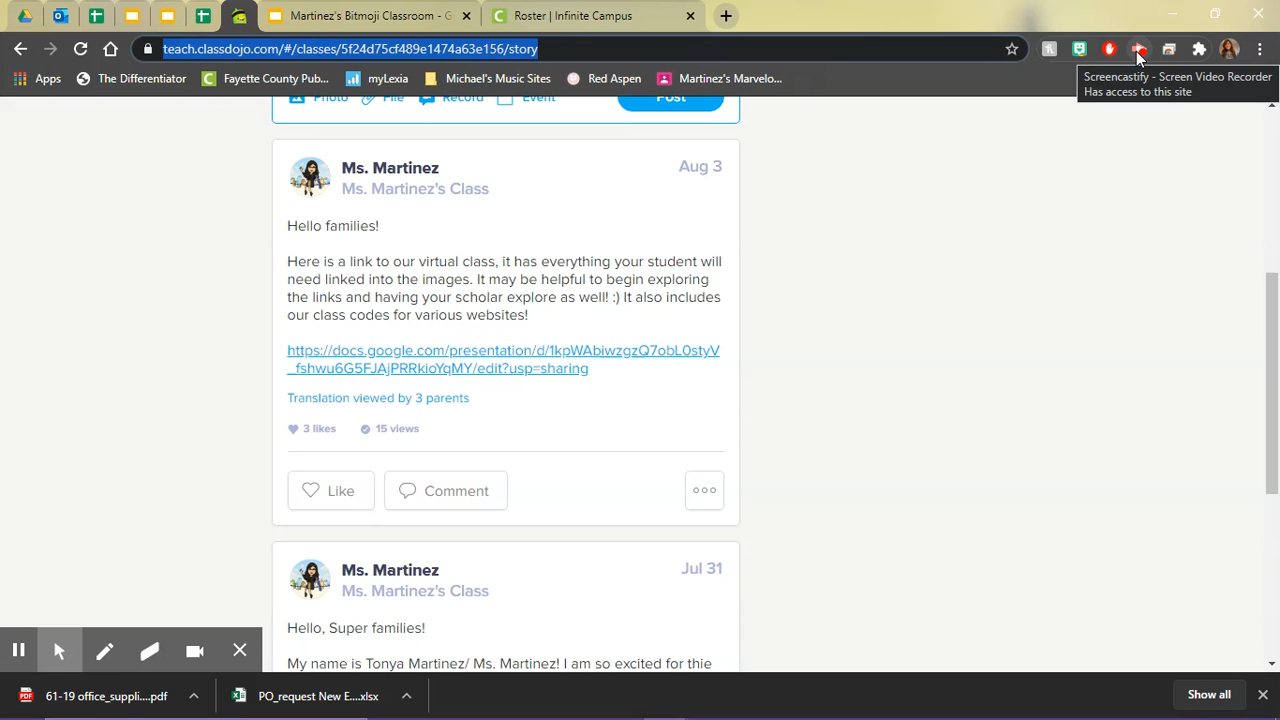 Martinez's Bitmoji Classroom - G
Roster | Infinite Campus
teach.classdojo.com/#/classes/5f24d75cf489e1474a63e156/story
Apps
The Differentiator
Fayette County Pub...
myLexia
Michael's Music Sites
Red Aspen
Martinez's Marvelo...
Screencastify - Screen Video Recorder
Has access to this site
Photo
File
Record
Event
Post
Ms. Martinez
Aug 3
Ms. Martinez's Class
Hello families!
Here is a link to our virtual class, it has everything your student will
need linked into the images. It may be helpful to begin exploring
the links and having your scholar explore as well! :) It also includes
our class codes for various websites!
https://docs.google.com/presentation/d/1kpWAbiwzgzQ7obL0styV
_fshwu6G5FJAjPRRkioYqMY/edit?usp=sharing
Translation viewed by 3 parents
3 likes
15 views
Like
Comment
Ms. Martinez
Jul 31
Ms. Martinez's Class
Hello, Super families!
My name is Tonya Martinez/ Ms. Martinez! I am so excited for this
61-19 office_suppli....pdf
PO_request New E....xlsx
Show all